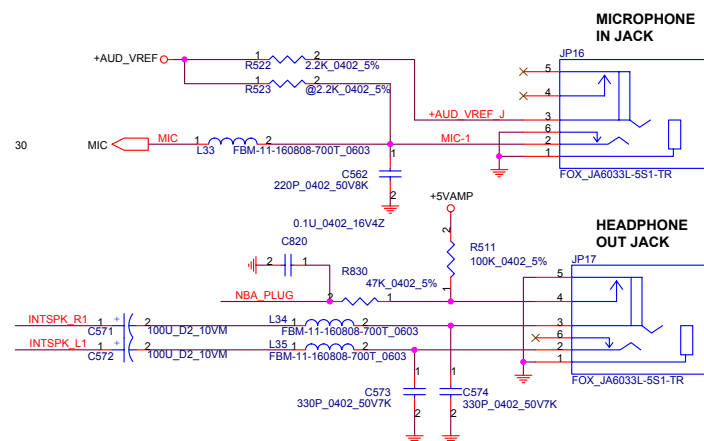 MICROPHONE
IN JACK
JP16
+AUD_VREF
1 2
R522 2.2K_0402_5%
1 2
R523 @2.2K_0402_5%
5
4
+AUD_VREF_J
3
6
30
MIC
MIC
1 2
L33 FBM-11-160808-700T_0603
MIC-1
2
1
1
C562
220P_0402_50V8K
2
FOX_JA6033L-5S1-TR
+5VAMP
HEADPHONE
OUT JACK
0.1U_0402_16V4Z
C820
2 1
2
R511
100K_0402_5%
1
JP17
R830
47K_0402_5%
NBA_PLUG
2 1
5
4
INTSPK_R1
1 + 2
C571 100U_D2_10VM
L34
1 2
FBM-11-160808-700T_0603
3
6
INTSPK_L1
1 + 2
C572 100U_D2_10VM
L35
1 2
FBM-11-160808-700T_0603
2
1
1 1
C573 C574
330P_0402_50V7K 330P_0402_50V7K
2 2
FOX_JA6033L-5S1-TR